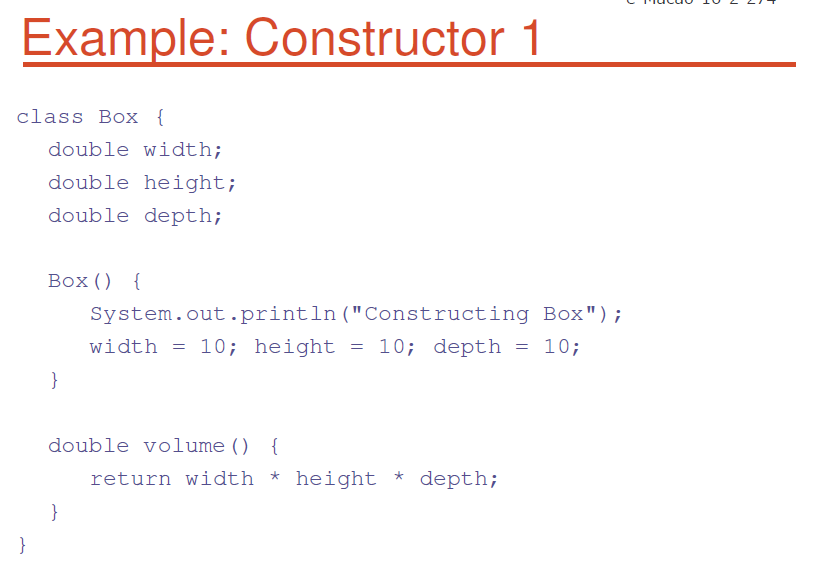 Example: Constructor 1
class Box {
double width;
double height;
double depth;
Box() {
System.out.println("Constructing Box");
width = 10; height = 10; depth = 10;
}
double volume() {
return width * height * depth;
}
}